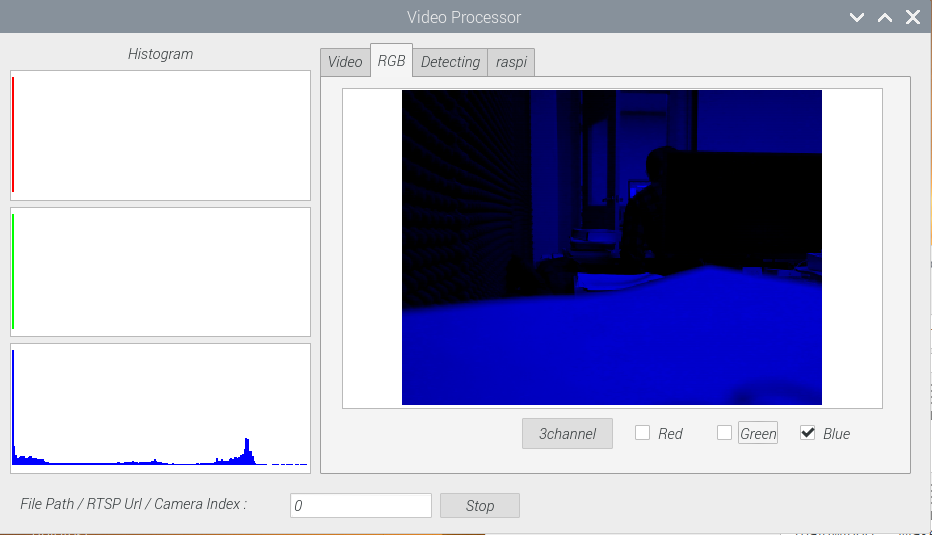 Video Processor
Histogram
Video
RGB
Detecting
raspi
3channel
Red
Green
Blue
File Path / RTSP Url / Camera Index :
0
Stop